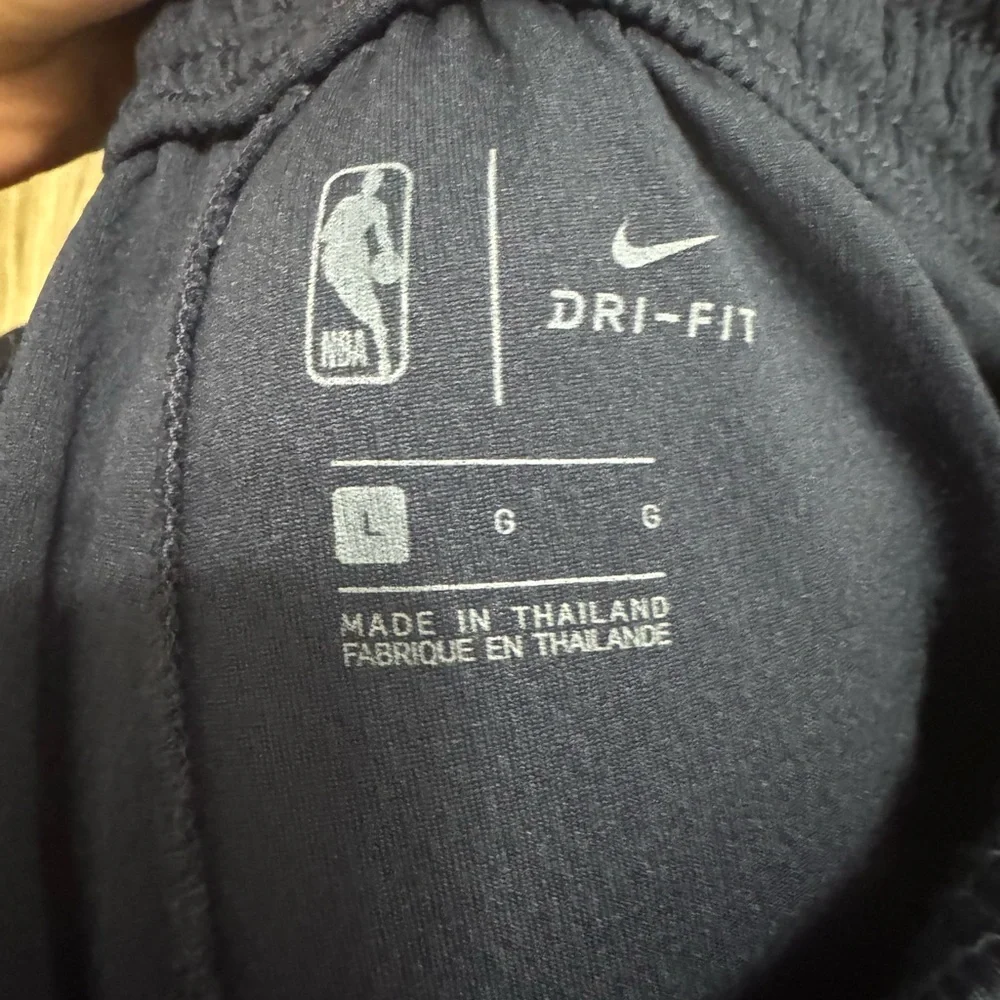 NBA
DRI-FIT
L G G
MADE IN THAILAND
FABRIQUE EN THAILANDE